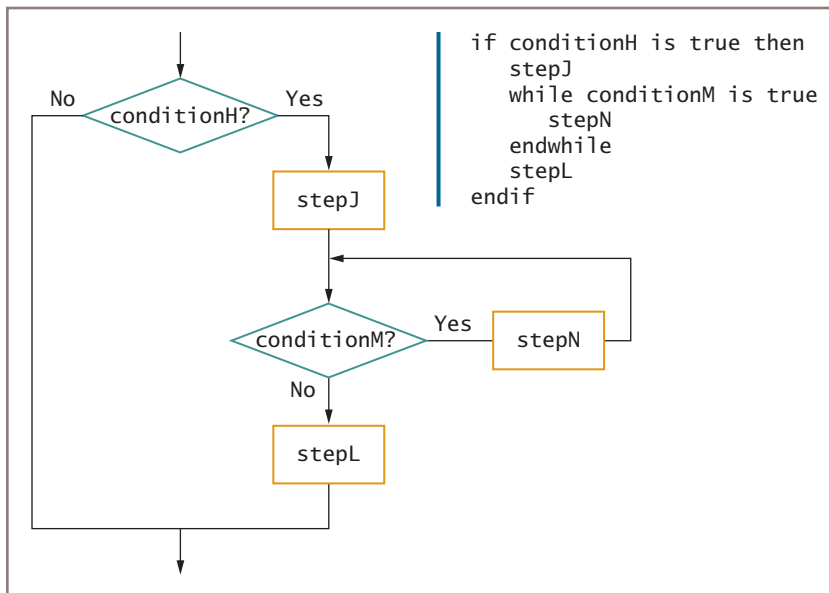 if conditionH is true then
   stepJ
   while conditionM is true
      stepN
   endwhile
   stepL
endif
No
conditionH?
Yes
stepJ
conditionM?
Yes
stepN
No
stepL